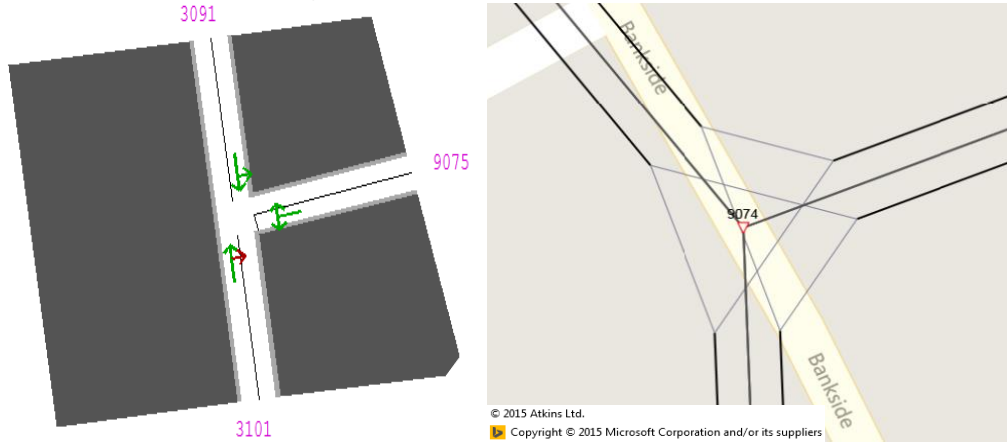 3091
9075
3101
Bankside
9074
Bankside
© 2015 Atkins Ltd.
Copyright © 2015 Microsoft Corporation and/or its suppliers